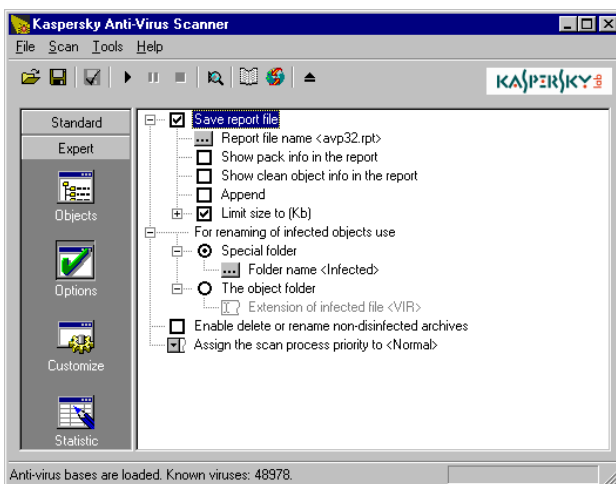 Kaspersky Anti-Virus Scanner
File Scan Tools Help
KASPERSKY lab
Standard
Expert
Objects
Options
Customize
Statistic
Save report file
Report file name <avp32.rpt>
Show pack info in the report
Show clean object info in the report
Append
Limit size to (Kb)
For renaming of infected objects use
Special folder
Folder name <Infected>
The object folder
Extension of infected file <VIR>
Enable delete or rename non-disinfected archives
Assign the scan process priority to <Normal>
Anti-virus bases are loaded. Known viruses: 48978.